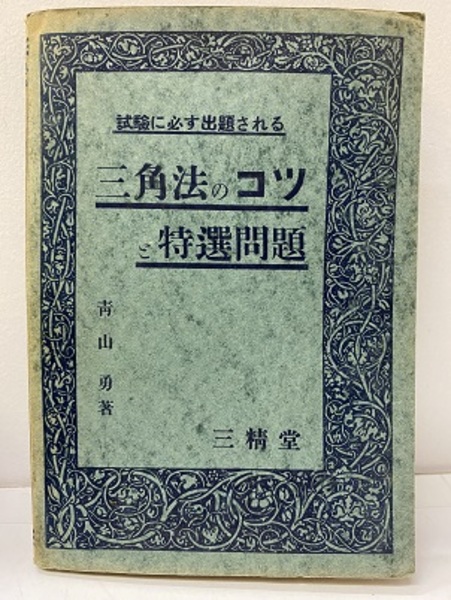 試験に必す出題される
三角法のコツ
と特選問題
青山勇著
三精堂